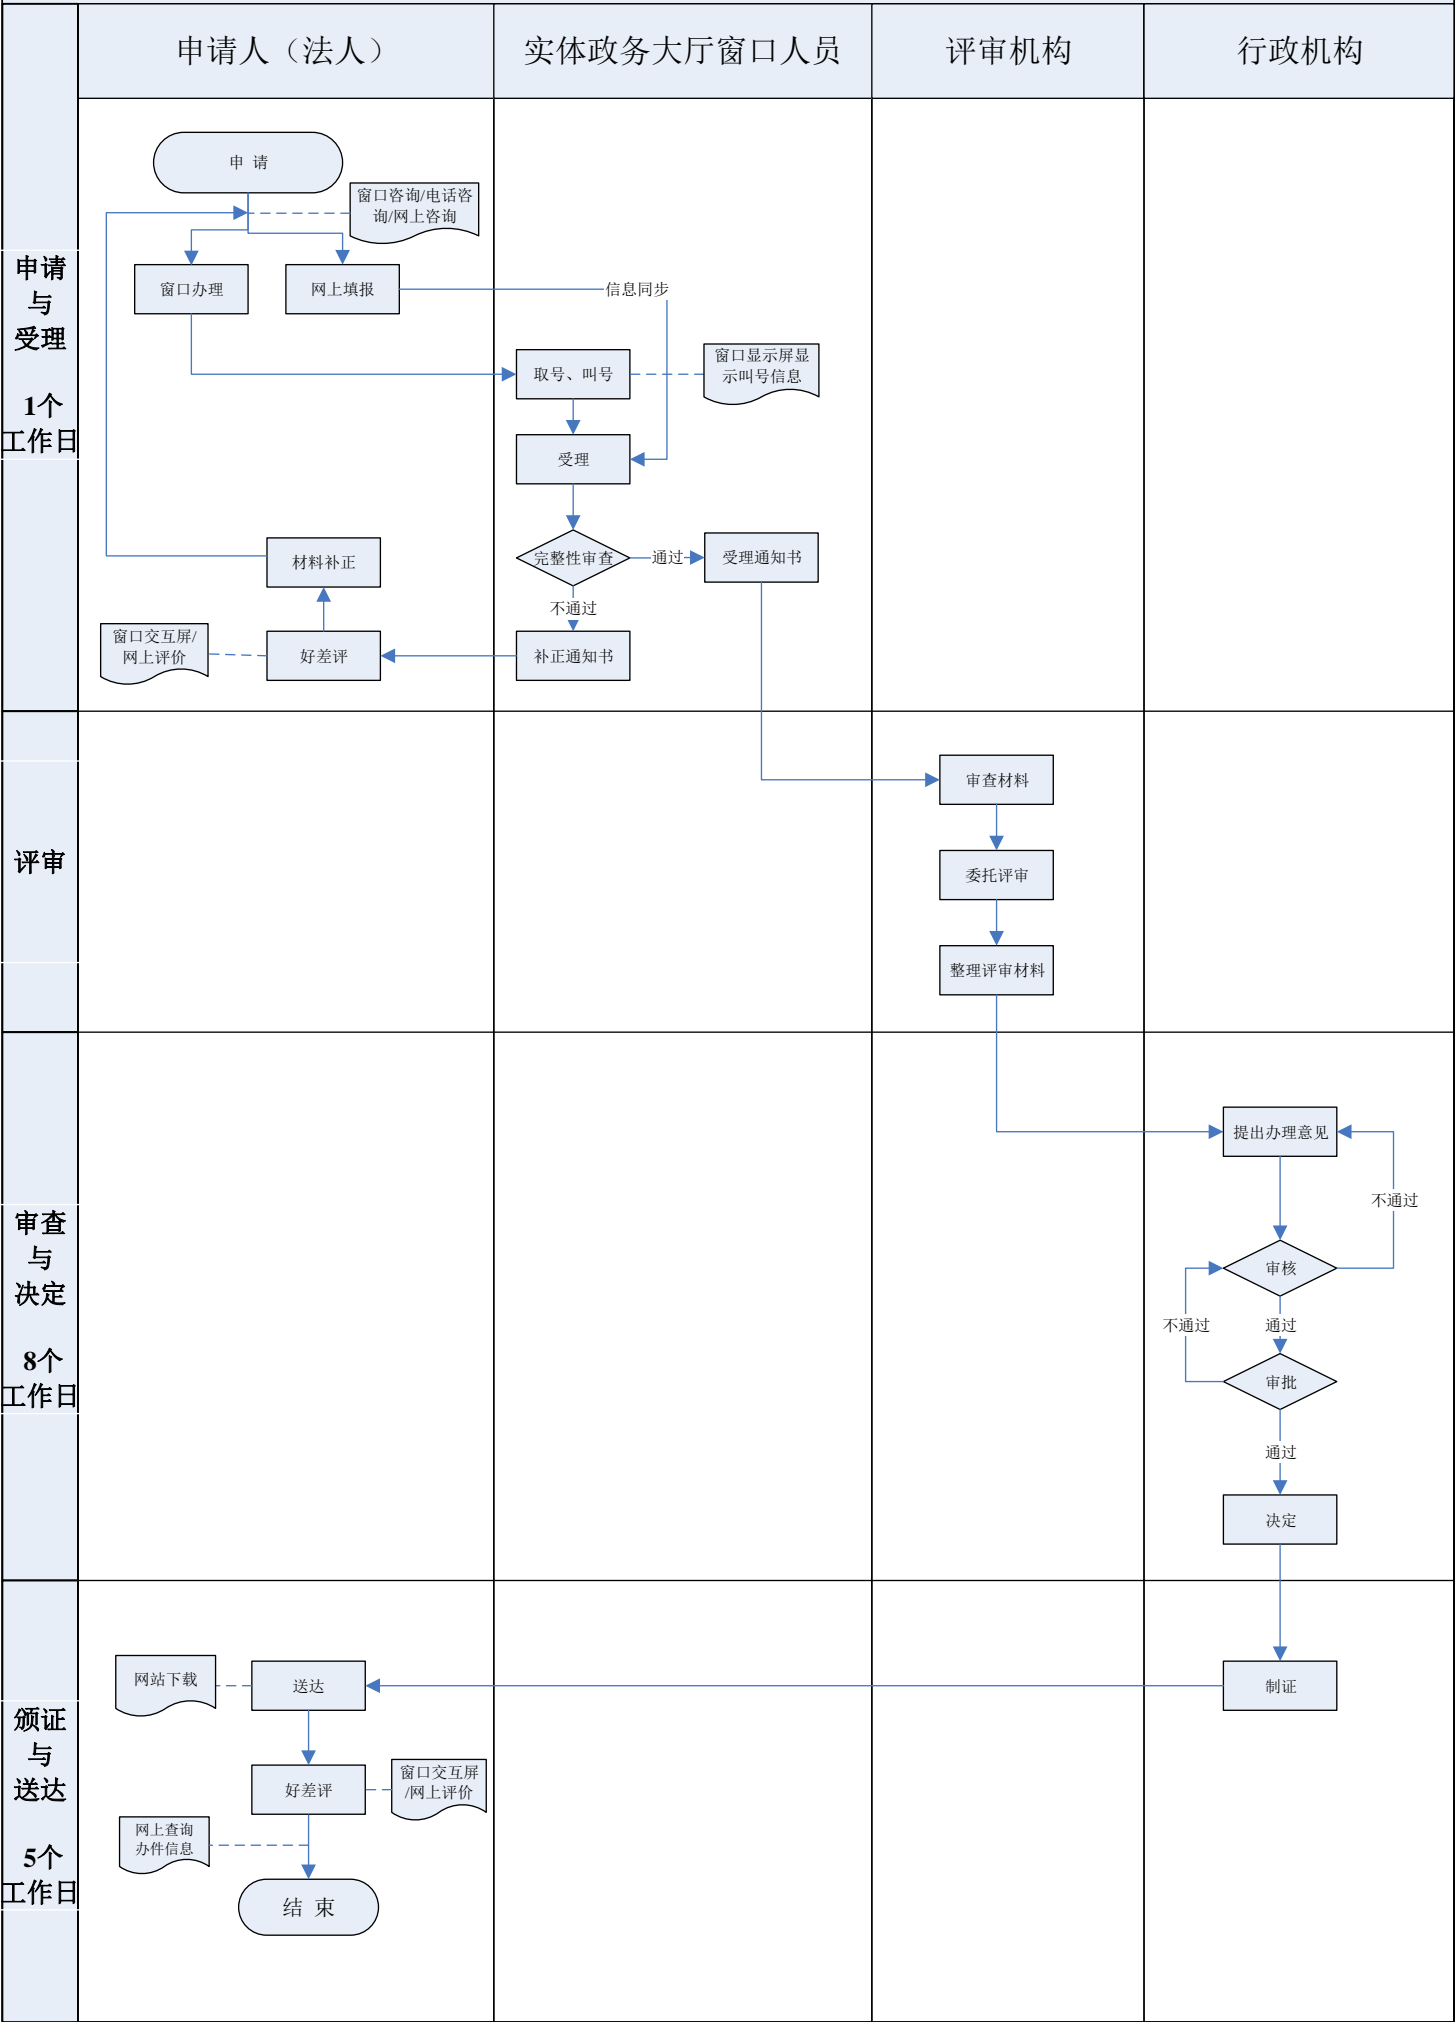 申请人（法人）
实体政务大厅窗口人员
评审机构
行政机构
申请
与
受理
1个
工作日
申 请
窗口咨询/电话咨
询/网上咨询
窗口办理
网上填报
信息同步
取号、叫号
窗口显示屏显
示叫号信息
受理
完整性审查
通过
受理通知书
不通过
材料补正
窗口交互屏/
网上评价
好差评
补正通知书
评审
审查材料
委托评审
整理评审材料
审查
与
决定
8个
工作日
提出办理意见
不通过
审核
不通过
通过
审批
通过
决定
颁证
与
送达
5个
工作日
网站下载
送达
制证
好差评
窗口交互屏
/网上评价
网上查询
办件信息
结 束